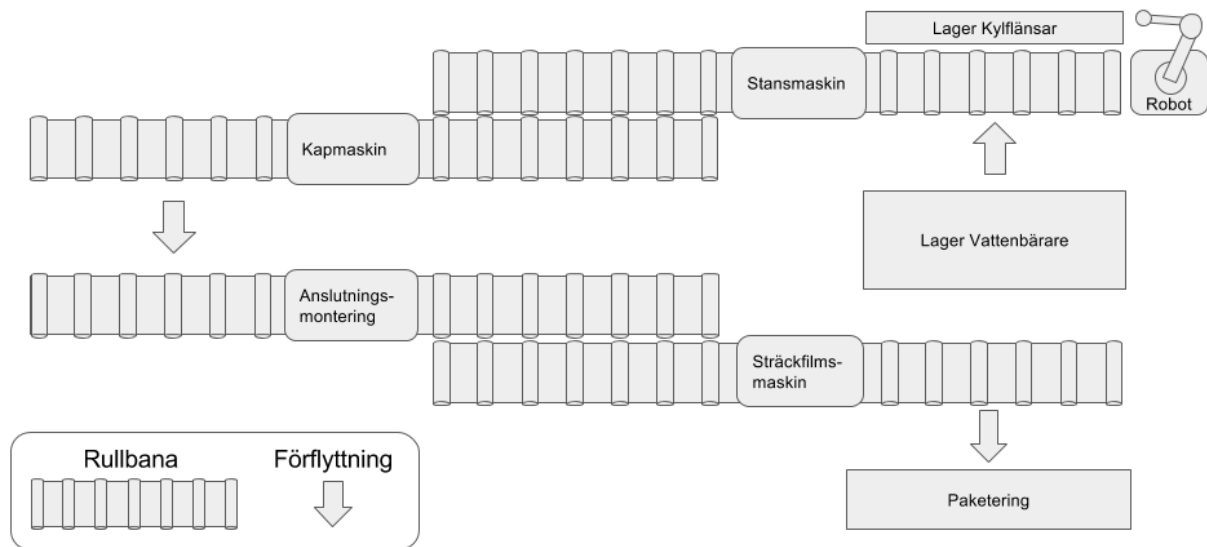 Lager Kylflänsar
Stansmaskin
Robot
Kapmaskin
Lager Vattenbärare
Anslutnings-
montering
Sträckfilms-
maskin
Rullbana
Förflyttning
Paketering